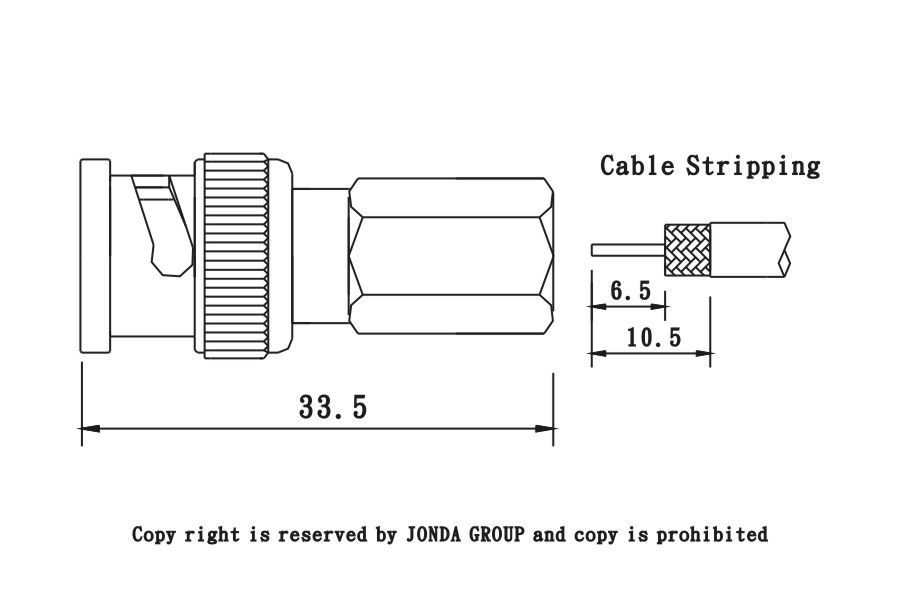 Cable Stripping
6.5
10.5
33.5
Copy right is reserved by JONDA GROUP and copy is prohibited